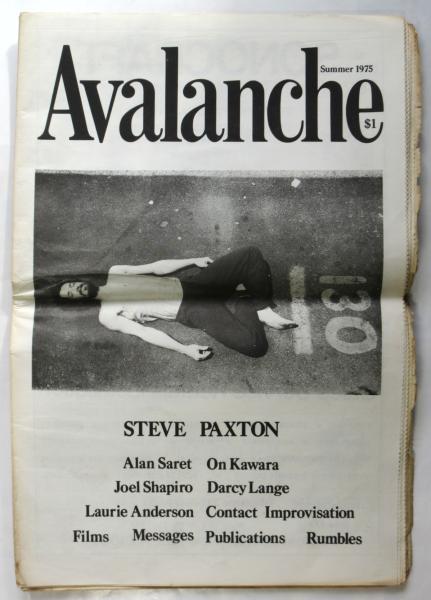 Summer 1975
Avalanche
$1
130
STEVE PAXTON
Alan Saret On Kawara
Joel Shapiro Darcy Lange
Laurie Anderson Contact Improvisation
Films Messages Publications Rumbles